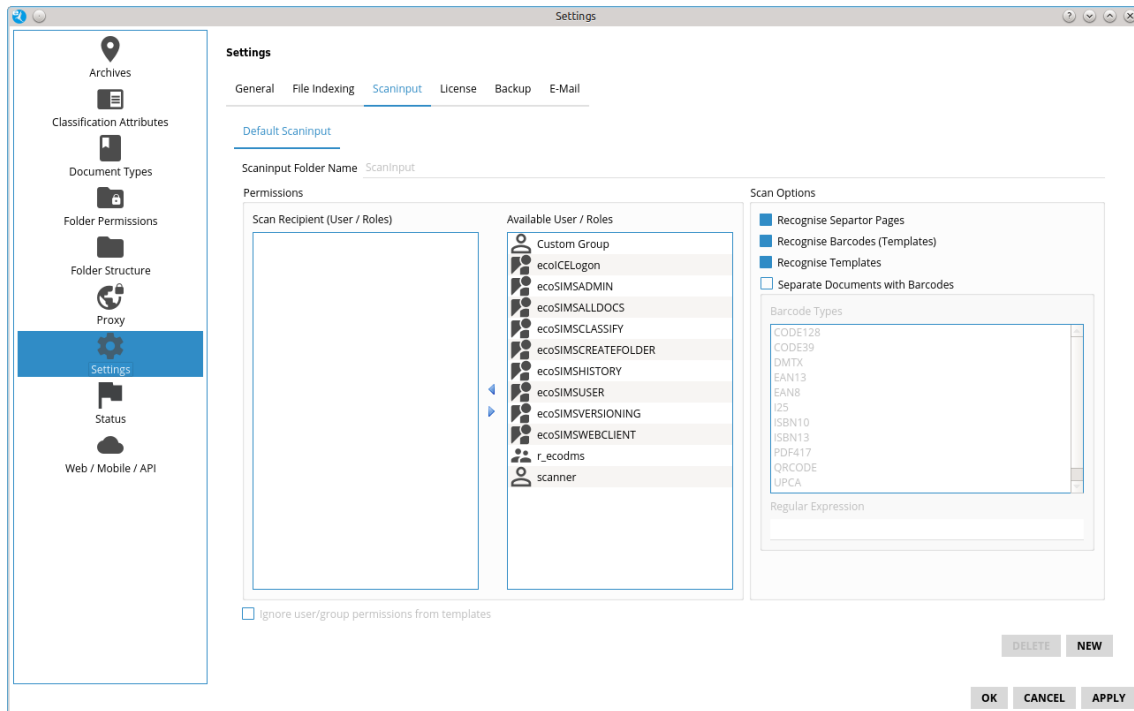 Settings
Archives
Classification Attributes
Document Types
Folder Permissions
Folder Structure
Proxy
Settings
Status
Web / Mobile / API
Settings
General File Indexing Scaninput License Backup E-Mail
Default Scaninput
Scaninput Folder Name ScanInput
Permissions
Scan Recipient (User / Roles)
Available User / Roles
Custom Group
ecoICELogon
ecoSIMSADMIN
ecoSIMSALLDOCS
ecoSIMSCLASSIFY
ecoSIMSCREATEFOLDER
ecoSIMSHISTORY
ecoSIMSUSER
ecoSIMSVERSIONING
ecoSIMSWEBCLIENT
r_ecodms
scanner
Scan Options
Recognise Separtor Pages
Recognise Barcodes (Templates)
Recognise Templates
Separate Documents with Barcodes
Barcode Types
CODE128
CODE39
DMTX
EAN13
EAN8
I25
ISBN10
ISBN13
PDF417
QRCODE
UPCA
Regular Expression
Ignore user/group permissions from templates
DELETE NEW
OK CANCEL APPLY